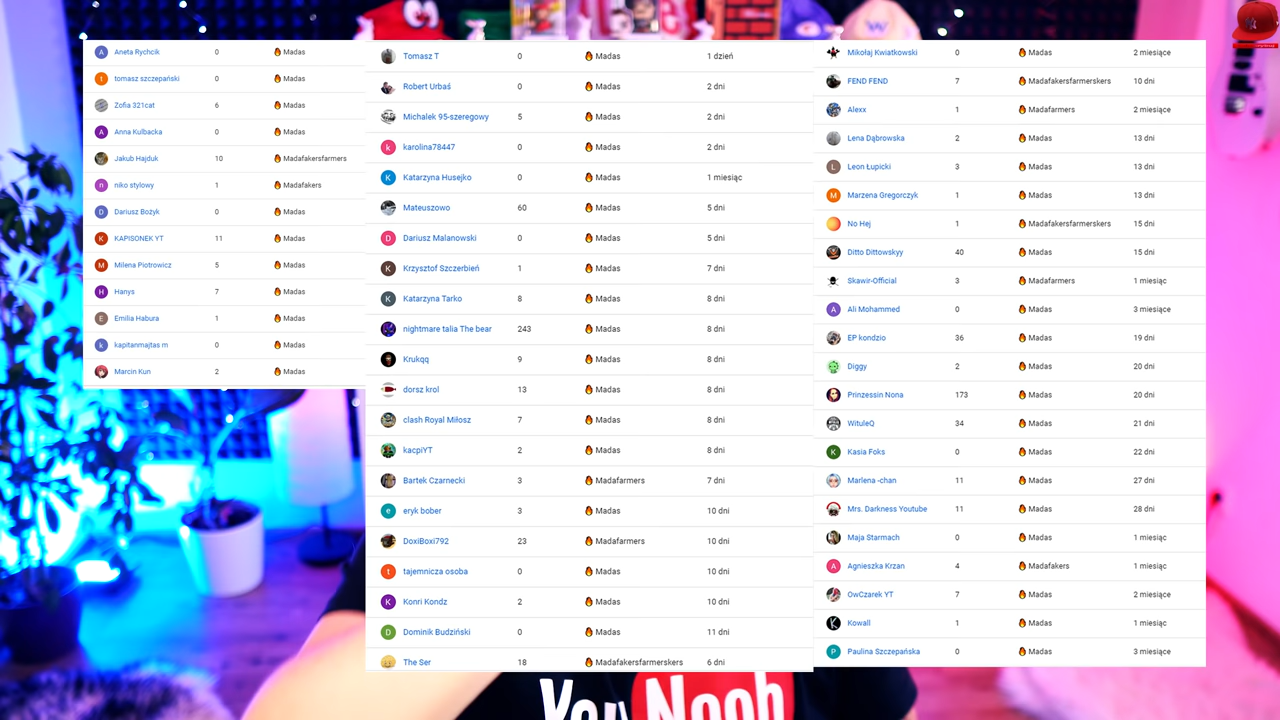 A Aneta Rychcik 0 🔥 Madas
t tomasz szczepański 0 🔥 Madas
Zofia 321cat 6 🔥 Madas
A Anna Kulbacka 0 🔥 Madas
Jakub Hajduk 10 🔥 Madafakersfarmers
n niko stylowy 1 🔥 Madafakers
D Dariusz Bożyk 0 🔥 Madas
K KAPISONEK YT 11 🔥 Madas
M Milena Piotrowicz 5 🔥 Madas
H Hanys 7 🔥 Madas
E Emilia Habura 1 🔥 Madas
k kapitanmajtas m 0 🔥 Madas
Marcin Kun 2 🔥 Madas
Tomasz T 0 🔥 Madas 1 dzień
Robert Urbaś 0 🔥 Madas 2 dni
Michalek 95-szeregowy 5 🔥 Madas 2 dni
k karolina78447 0 🔥 Madas 2 dni
K Katarzyna Husejko 0 🔥 Madas 1 miesiąc
Mateuszowo 60 🔥 Madas 5 dni
D Dariusz Malanowski 0 🔥 Madas 5 dni
K Krzysztof Szczerbień 1 🔥 Madas 7 dni
K Katarzyna Tarko 8 🔥 Madas 8 dni
nightmare talia The bear 243 🔥 Madas 8 dni
Krukqq 9 🔥 Madas 8 dni
dorsz krol 13 🔥 Madas 8 dni
clash Royal Miłosz 7 🔥 Madas 8 dni
kacpiYT 2 🔥 Madas 8 dni
Bartek Czarnecki 3 🔥 Madafarmers 7 dni
e eryk bober 3 🔥 Madas 10 dni
DoxiBoxi792 23 🔥 Madafarmers 10 dni
t tajemnicza osoba 0 🔥 Madas 10 dni
K Konri Kondz 2 🔥 Madas 10 dni
D Dominik Budziński 0 🔥 Madas 11 dni
The Ser 18 🔥 Madafakersfarmerskers 6 dni
Mikołaj Kwiatkowski 0 🔥 Madas 2 miesiące
FEND FEND 7 🔥 Madafakersfarmerskers 10 dni
Alexx 1 🔥 Madafarmers 2 miesiące
Lena Dąbrowska 2 🔥 Madas 13 dni
L Leon Łupicki 3 🔥 Madas 13 dni
M Marzena Gregorczyk 1 🔥 Madas 13 dni
No Hej 1 🔥 Madafakersfarmerskers 15 dni
Ditto Dittowskyy 40 🔥 Madas 15 dni
Skawir-Official 3 🔥 Madafarmers 1 miesiąc
A Ali Mohammed 0 🔥 Madas 3 miesiące
EP kondzio 36 🔥 Madas 19 dni
Diggy 2 🔥 Madas 20 dni
Prinzessin Nona 173 🔥 Madas 20 dni
WituleQ 34 🔥 Madas 21 dni
K Kasia Foks 0 🔥 Madas 22 dni
Marlena -chan 11 🔥 Madas 27 dni
Mrs. Darkness Youtube 11 🔥 Madas 28 dni
Maja Starmach 0 🔥 Madas 1 miesiąc
A Agnieszka Krzan 4 🔥 Madafakers 1 miesiąc
OwCzarek YT 7 🔥 Madas 2 miesiące
Kowall 1 🔥 Madas 1 miesiąc
P Paulina Szczepańska 0 🔥 Madas 3 miesiące
You Noob